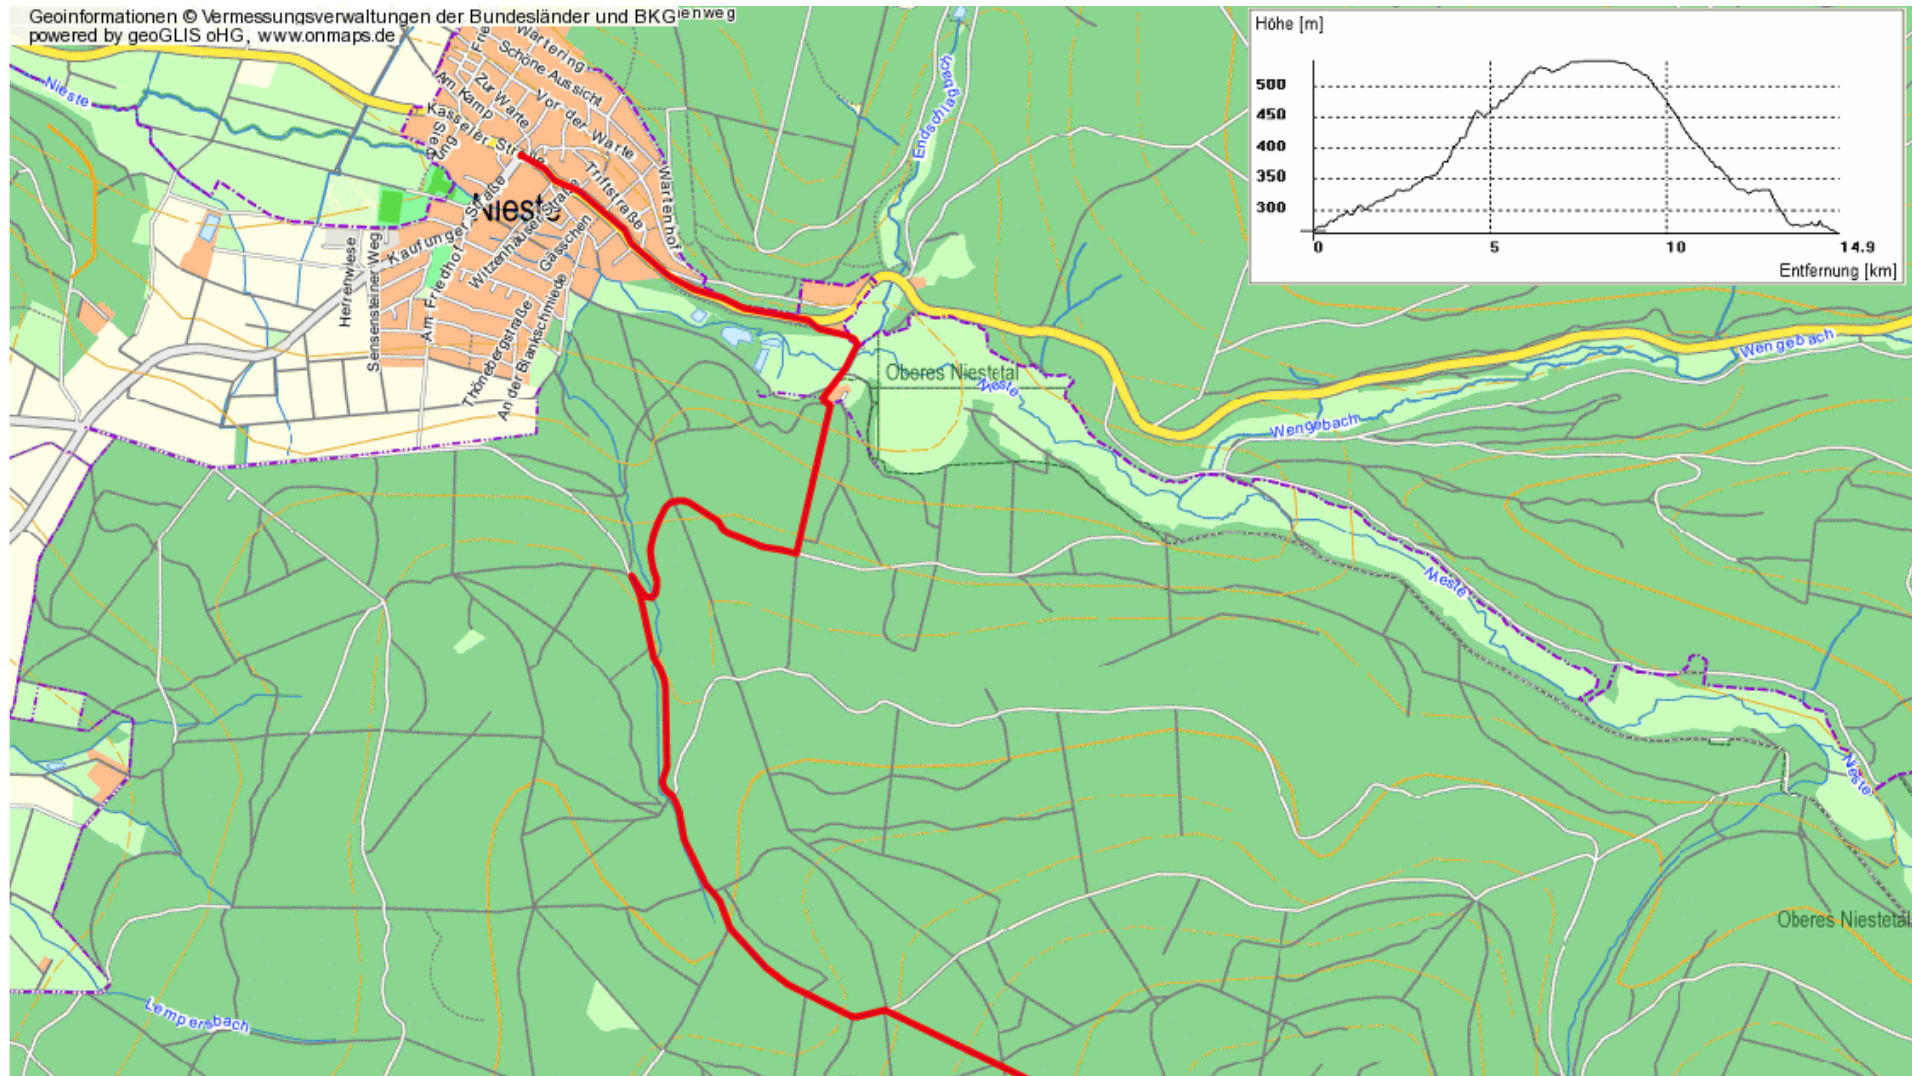 Geoinformationen © Vermessungsverwaltungen der Bundesländer und BKG
powered by geoGLIS oHG, www.onmaps.de
enweg
Wartering
Schöne Aussicht
Zur Warte
Am Kamp
Vor der Warte
Kasseler Straße
Triftstraße
Wartenhof
Nieste
Nieste
Kaufunger Straße
Witzenhäuser Straße
Gässchen
Herrenwiese
Sensensteiner Weg
Am Friedhof
Thönebergstraße
An der Blankschmiede
Endschlagbach
Oberes Niestetal
Nieste
Wengebach
Wengebach
Nieste
Nieste
Oberes Niestetal
Lempersbach
Höhe [m]
500
450
400
350
300
0
5
10
14.9
Entfernung [km]